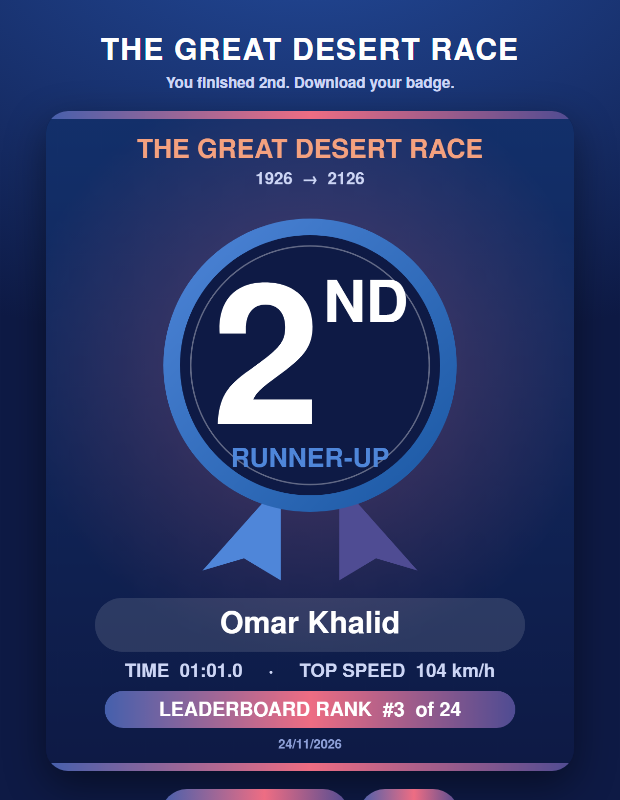 THE GREAT DESERT RACE
You finished 2nd. Download your badge.
THE GREAT DESERT RACE
1926 → 2126
2ND
RUNNER-UP
Omar Khalid
TIME 01:01.0 · TOP SPEED 104 km/h
LEADERBOARD RANK #3 of 24
24/11/2026